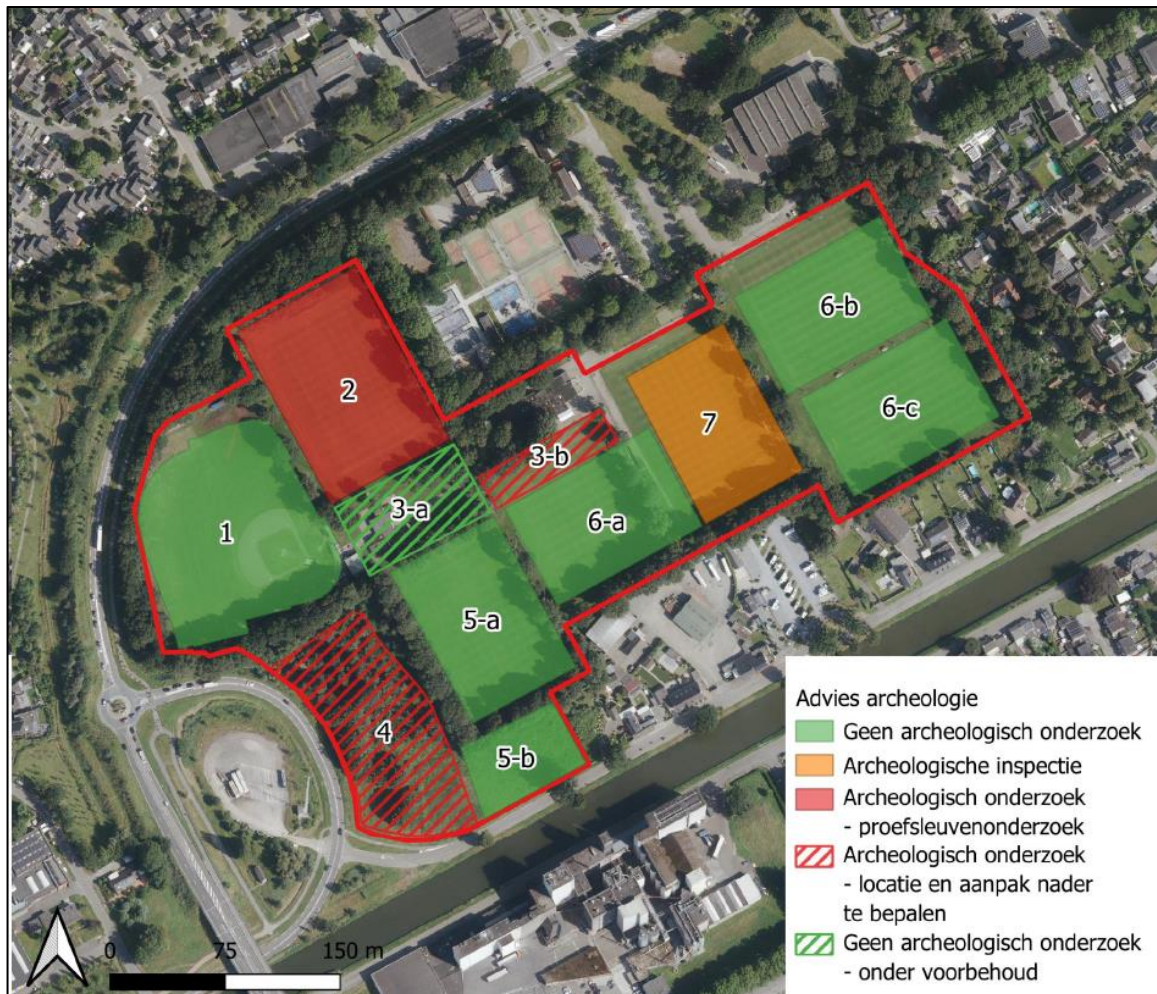 6-b
2
7
6-c
3-b
3-a
1
6-a
5-a
4
5-b
Advies archeologie
Geen archeologisch onderzoek
Archeologische inspectie
Archeologisch onderzoek
- proefsleuvenonderzoek
Archeologisch onderzoek
- locatie en aanpak nader
te bepalen
Geen archeologisch onderzoek
- onder voorbehoud
0 75 150 m